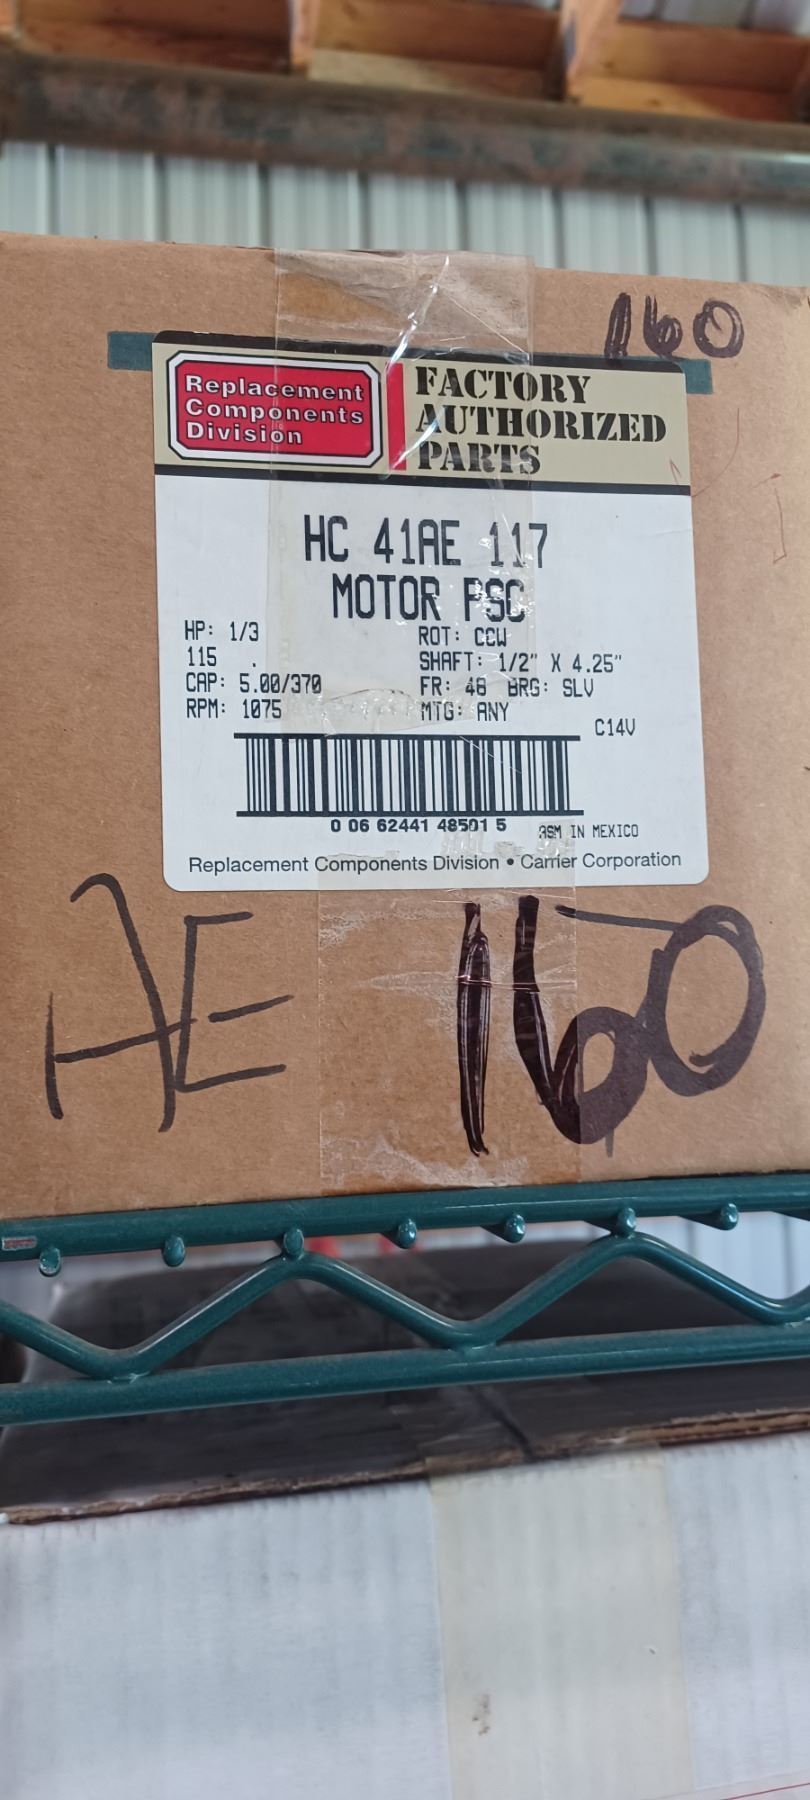 160
Replacement
Components
Division
FACTORY
AUTHORIZED
PARTS
HC 41AE 117
MOTOR PSC
HP: 1/3
ROT: CCW
115 .
SHAFT: 1/2" X 4.25"
CAP: 5.00/370
FR: 48 BRG: SLV
RPM: 1075
MTG: ANY
C14V
0 06 62441 48501 5
ASM IN MEXICO
Replacement Components Division • Carrier Corporation
AE 160